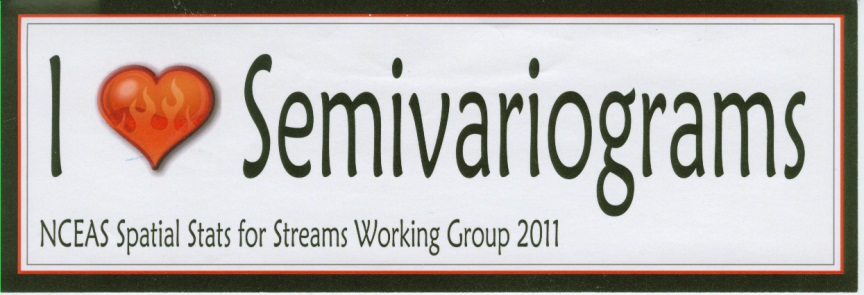 I ❤ Semivariograms
NCEAS Spatial Stats for Streams Working Group 2011